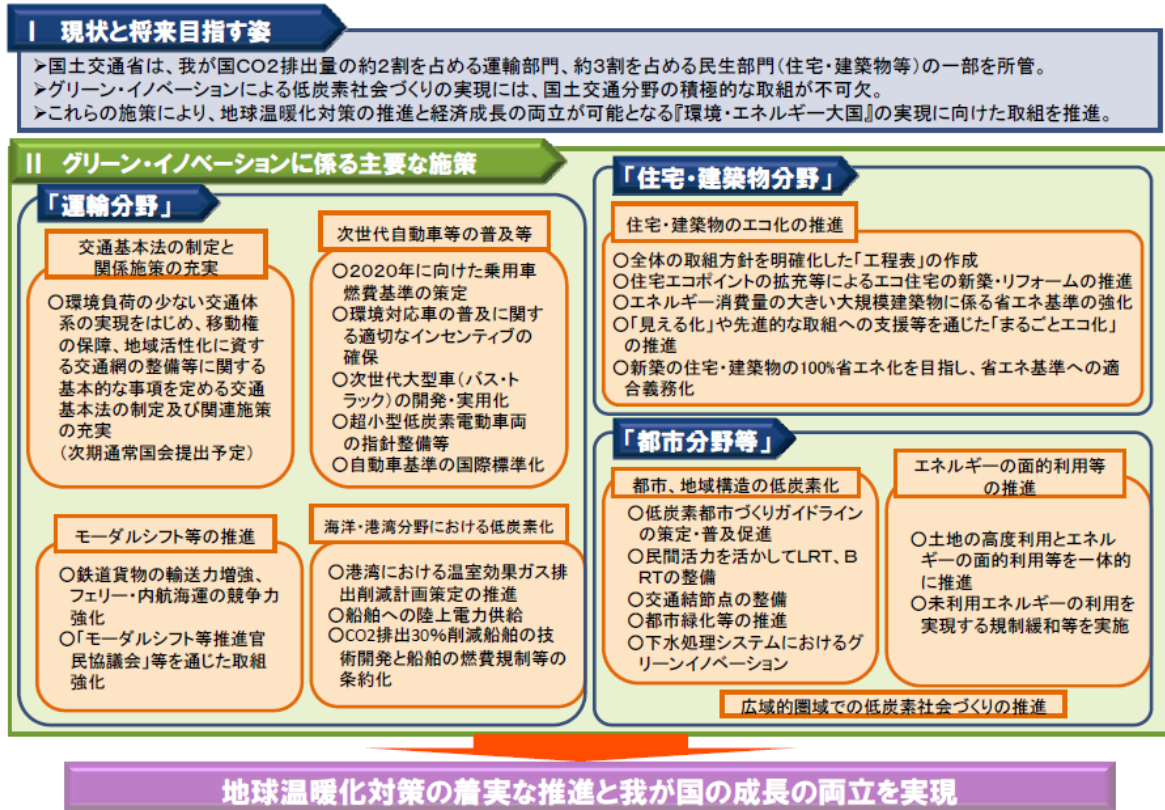 Ⅰ 現状と将来目指す姿
➢国土交通省は、我が国CO2排出量の約2割を占める運輸部門、約3割を占める民生部門(住宅・建築物等)の一部を所管。
➢グリーン・イノベーションによる低炭素社会づくりの実現には、国土交通分野の積極的な取組が不可欠。
➢これらの施策により、地球温暖化対策の推進と経済成長の両立が可能となる『環境・エネルギー大国』の実現に向けた取組を推進。
Ⅱ グリーン・イノベーションに係る主要な施策
「運輸分野」
交通基本法の制定と
関係施策の充実
○環境負荷の少ない交通体
系の実現をはじめ、移動権
の保障、地域活性化に資す
る交通網の整備等に関する
基本的な事項を定める交通
基本法の制定及び関連施策
の充実
(次期通常国会提出予定)
次世代自動車等の普及等
○2020年に向けた乗用車
燃費基準の策定
○環境対応車の普及に関す
る適切なインセンティブの
確保
○次世代大型車(バス・ト
ラック)の開発・実用化
○超小型低炭素電動車両
の指針整備等
○自動車基準の国際標準化
モーダルシフト等の推進
○鉄道貨物の輸送力増強、
フェリー・内航海運の競争力
強化
○「モーダルシフト等推進官
民協議会」等を通じた取組
強化
海洋・港湾分野における低炭素化
○港湾における温室効果ガス排
出削減計画策定の推進
○船舶への陸上電力供給
○CO2排出30%削減船舶の技
術開発と船舶の燃費規制等の
条約化
「住宅・建築物分野」
住宅・建築物のエコ化の推進
○全体の取組方針を明確化した「工程表」の作成
○住宅エコポイントの拡充等によるエコ住宅の新築・リフォームの推進
○エネルギー消費量の大きい大規模建築物に係る省エネ基準の強化
○「見える化」や先進的な取組への支援等を通じた「まるごとエコ化」
の推進
○新築の住宅・建築物の100%省エネ化を目指し、省エネ基準への適
合義務化
「都市分野等」
都市、地域構造の低炭素化
○低炭素都市づくりガイドライン
の策定・普及促進
○民間活力を活かしてLRT、B
RTの整備
○交通結節点の整備
○都市緑化等の推進
○下水処理システムにおけるグ
リーンイノベーション
エネルギーの面的利用等
の推進
○土地の高度利用とエネル
ギーの面的利用等を一体的
に推進
○未利用エネルギーの利用を
実現する規制緩和等を実施
広域的圏域での低炭素社会づくりの推進
地球温暖化対策の着実な推進と我が国の成長の両立を実現